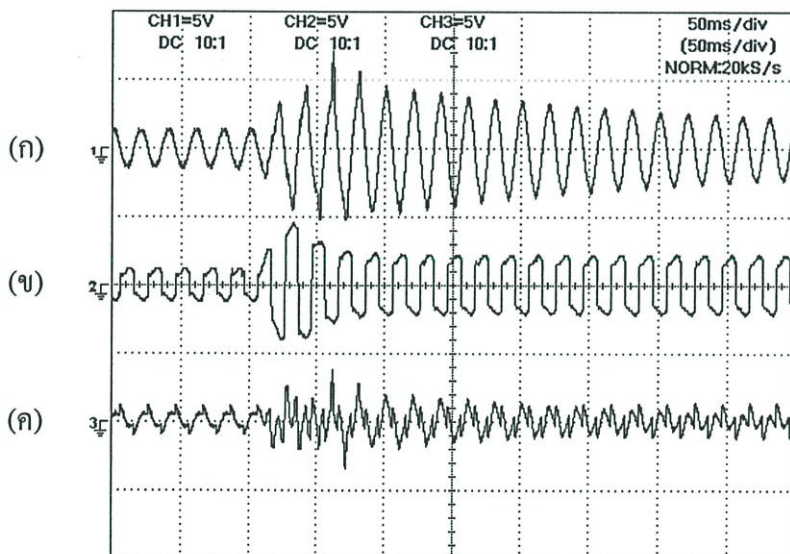 CH1=5V CH2=5V CH3=5V 50ms/div
DC 10:1 DC 10:1 DC 10:1 (50ms/div)
NORM:20kS/s
(ก) 1
(ข) 2
(ค) 3